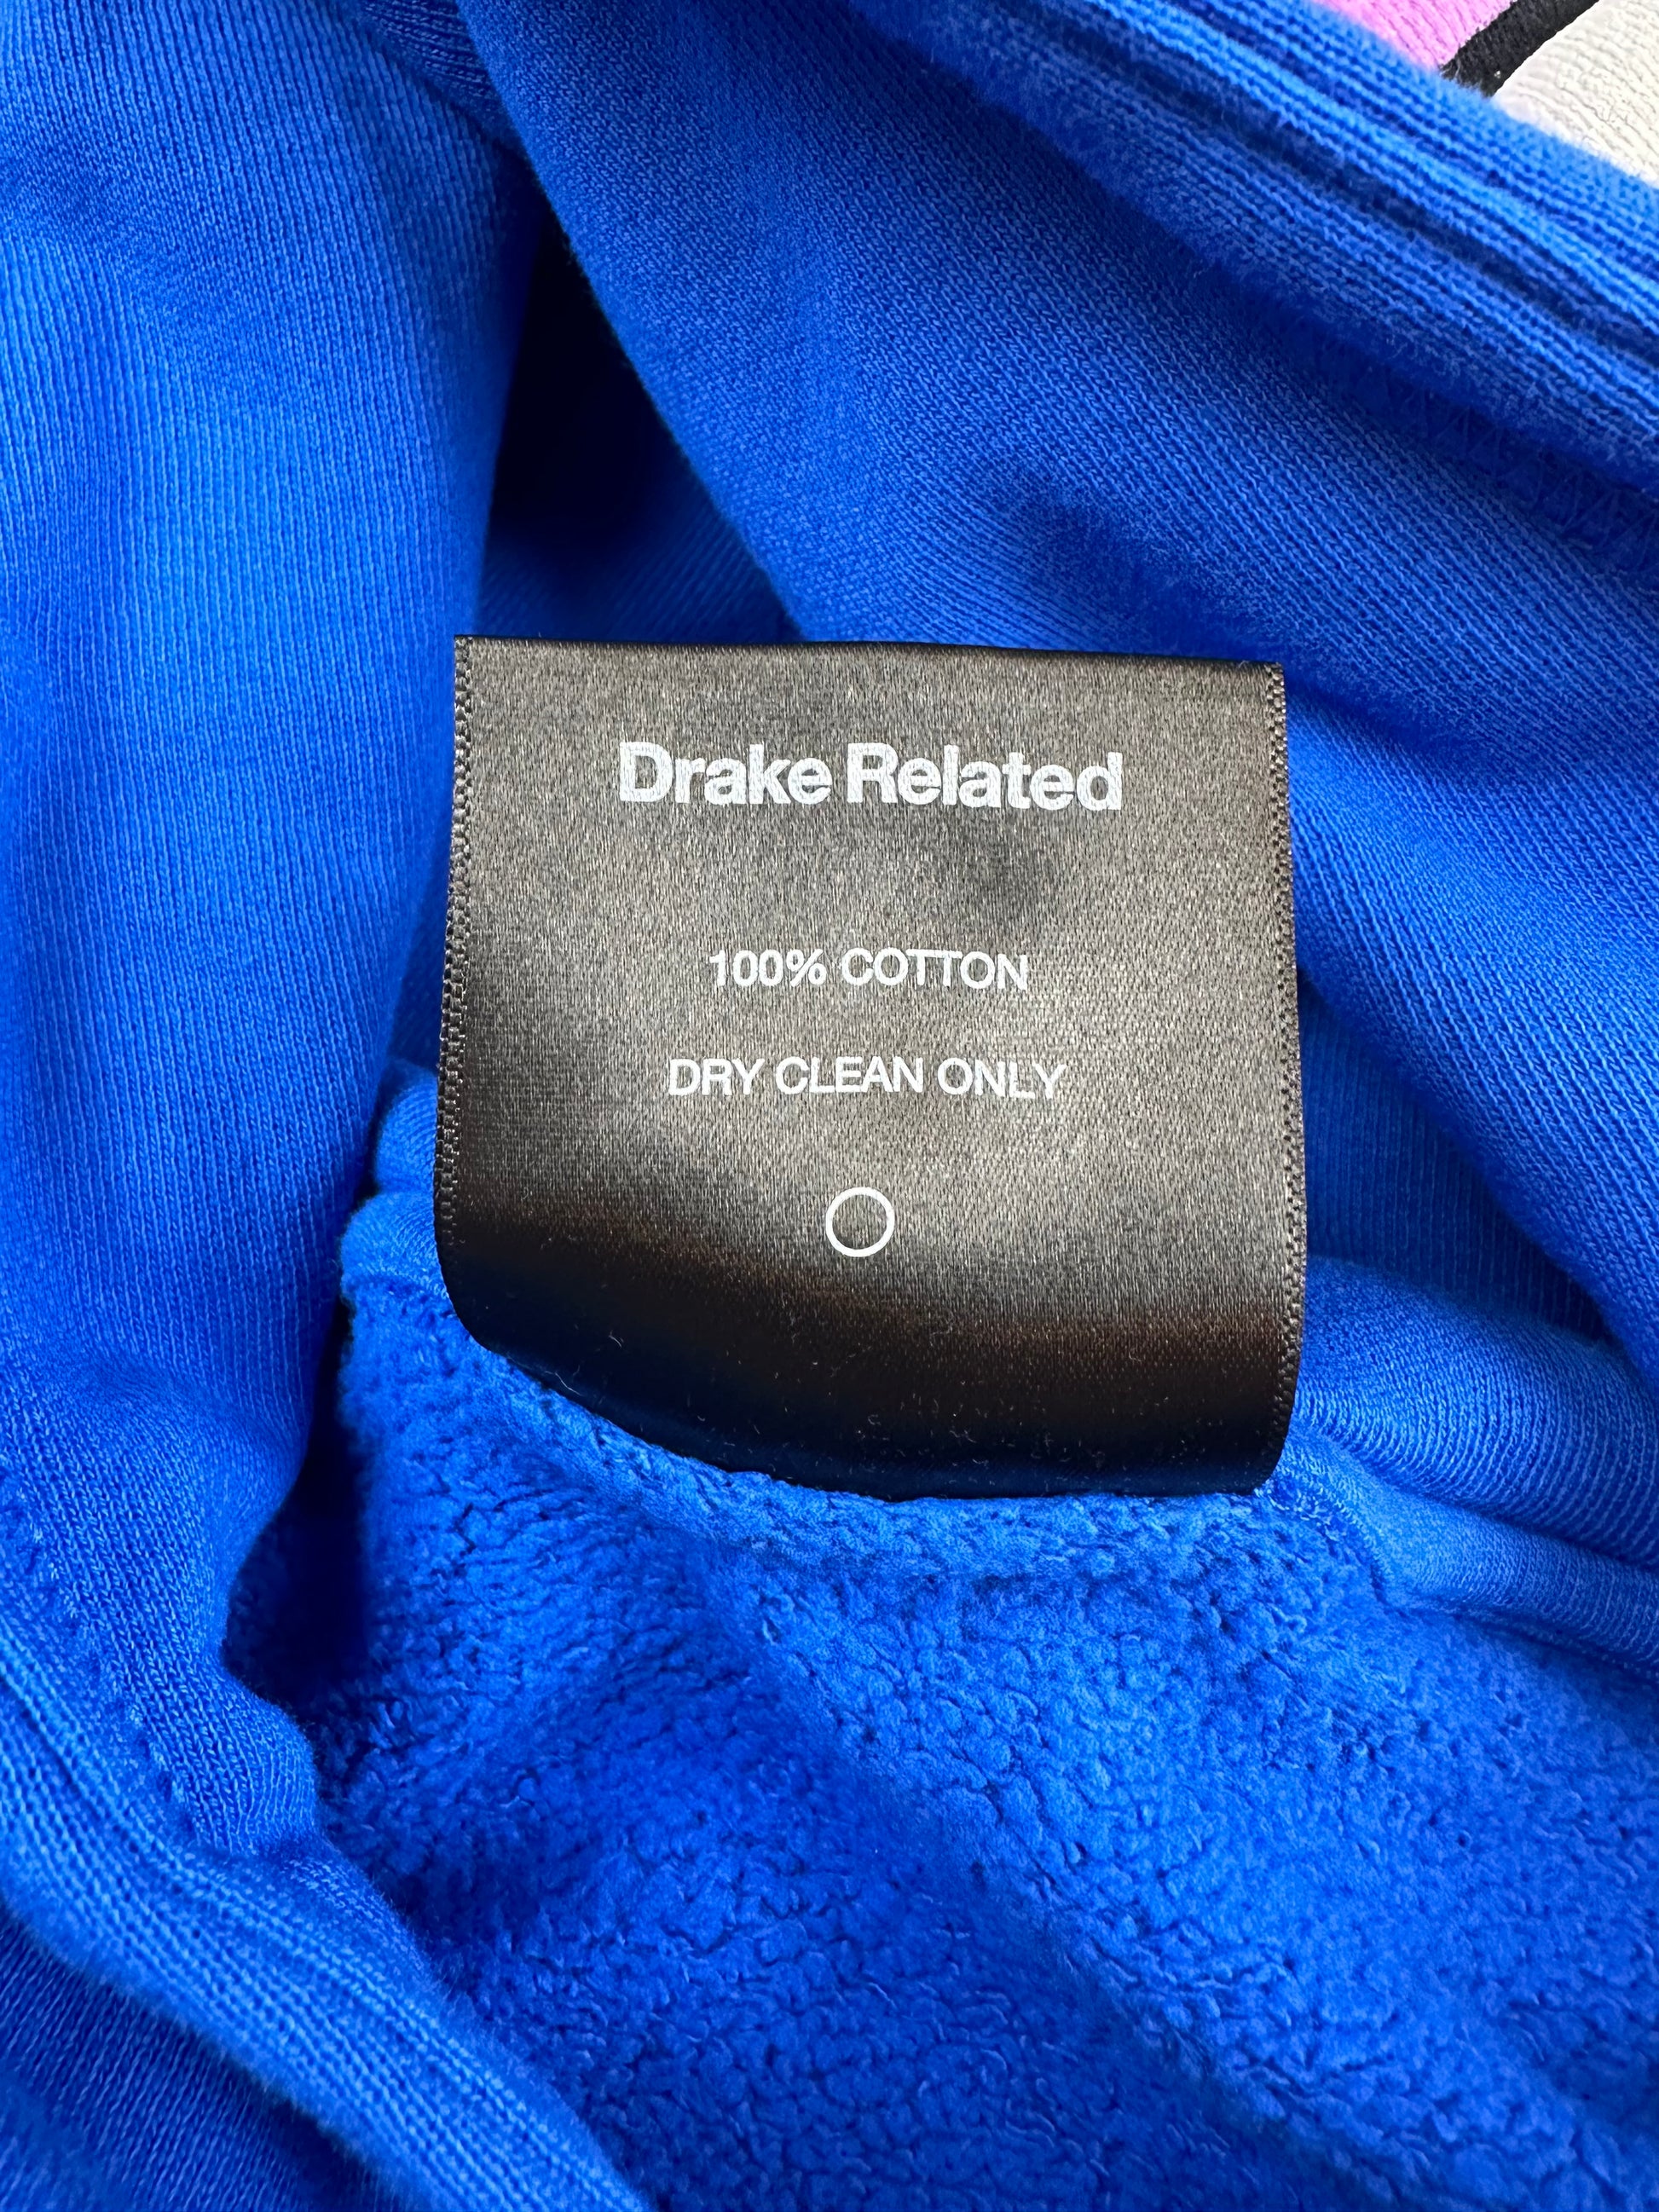 Drake Related
100% COTTON
DRY CLEAN ONLY